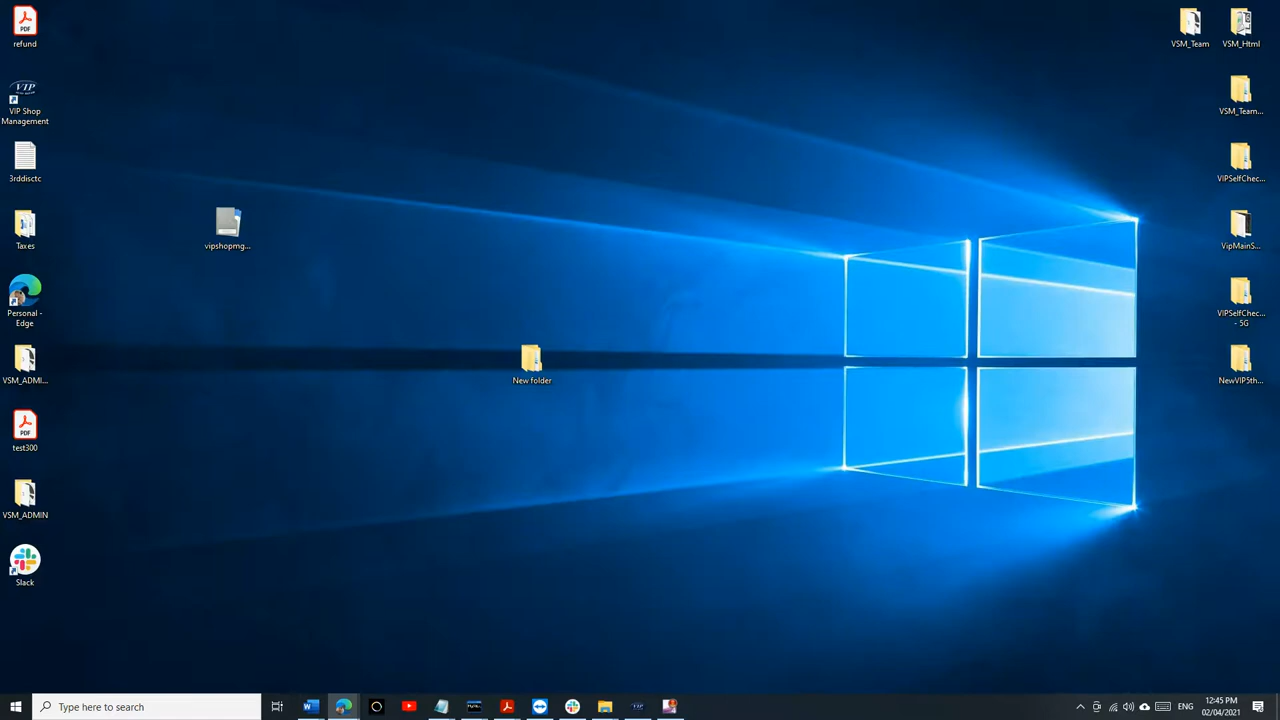 refund
VSM_Team
VSM_Html
VIP
VIP Shop
Management
VSM_Team...
3rddisctc
VIPSelfChec...
Taxes
vipshopmg...
VipMainS...
Personal -
Edge
VIPSelfChec...
- 5G
VSM_ADMI...
New folder
NewVIP5th...
test300
VSM_ADMIN
Slack
Type here to search
ENG
12:45 PM
02/04/2021